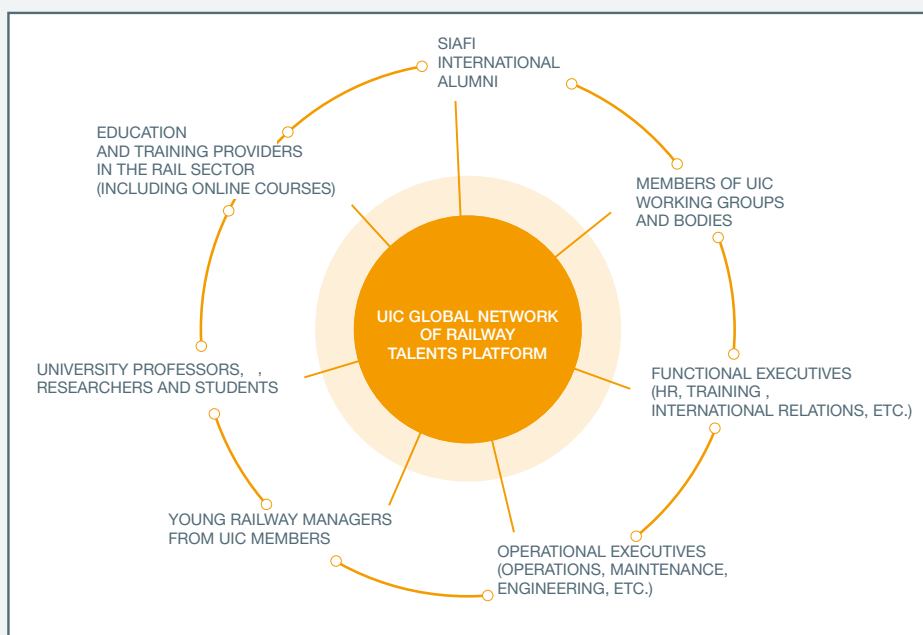 SIAFI
INTERNATIONAL
ALUMNI
EDUCATION
AND TRAINING PROVIDERS
IN THE RAIL SECTOR
(INCLUDING ONLINE COURSES)
MEMBERS OF UIC
WORKING GROUPS
AND BODIES
UIC GLOBAL NETWORK
OF RAILWAY
TALENTS PLATFORM
UNIVERSITY PROFESSORS, ,
RESEARCHERS AND STUDENTS
FUNCTIONAL EXECUTIVES
(HR, TRAINING ,
INTERNATIONAL RELATIONS, ETC.)
YOUNG RAILWAY MANAGERS
FROM UIC MEMBERS
OPERATIONAL EXECUTIVES
(OPERATIONS, MAINTENANCE,
ENGINEERING, ETC.)